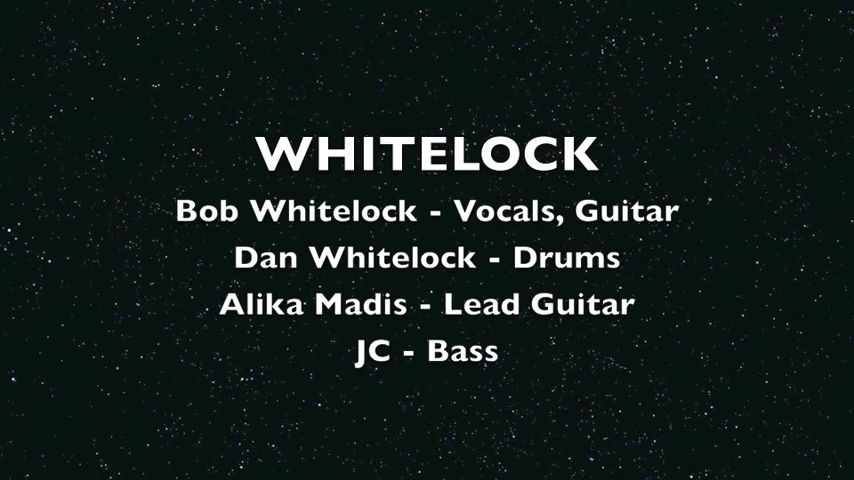 WHITELOCK
Bob Whitelock - Vocals, Guitar
Dan Whitelock - Drums
Alika Madis - Lead Guitar
JC - Bass